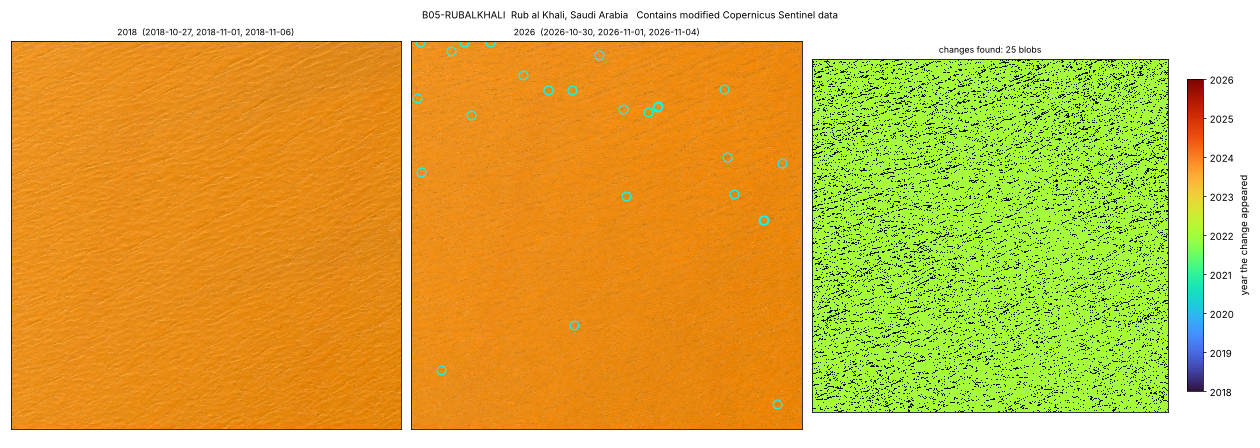 B05-RUBALKHALI  Rub al Khali, Saudi Arabia   Contains modified Copernicus Sentinel data
2018  (2018-10-27, 2018-11-01, 2018-11-06)
2026  (2026-10-30, 2026-11-01, 2026-11-04)
changes found: 25 blobs
2026
2025
2024
2023
2022
2021
2020
2019
2018
year the change appeared